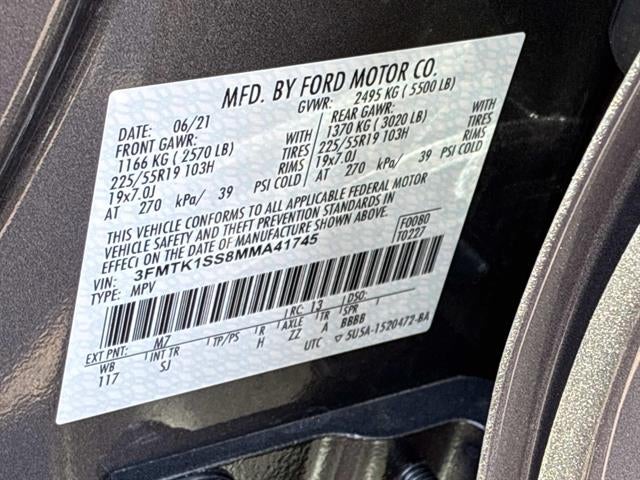 MFD. BY FORD MOTOR CO.
DATE: 06/21 GVWR: 2495 KG ( 5500 LB)
FRONT GAWR: REAR GAWR:
1166 KG ( 2570 LB) WITH 1370 KG ( 3020 LB) WITH
225/55R19 103H TIRES 225/55R19 103H TIRES
19x7.0J RIMS 19x7.0J RIMS
AT 270 kPa/ 39 PSI COLD AT 270 kPa/ 39 PSI COLD
THIS VEHICLE CONFORMS TO ALL APPLICABLE FEDERAL MOTOR
VEHICLE SAFETY AND THEFT PREVENTION STANDARDS IN
EFFECT ON DATE OF MANUFACTURE SHOWN ABOVE.
VIN: 3FMTK1SS8MMA41745 F0080
TYPE: MPV T0227
EXT PNT: M7 RC: 13 DSO:
WB INT TR TP/PS R AXLE TR SPR
117 SJ H ZZ A BBBB
UTC 5U5A-1520472-BA